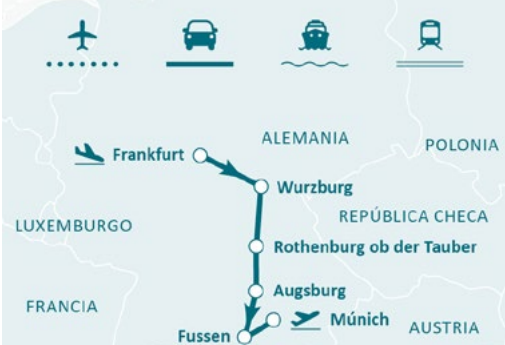 ALEMANIA
POLONIA
Frankfurt
Wurzburg
REPÚBLICA CHECA
LUXEMBURGO
Rothenburg ob der Tauber
Augsburg
FRANCIA
Múnich
AUSTRIA
Fussen